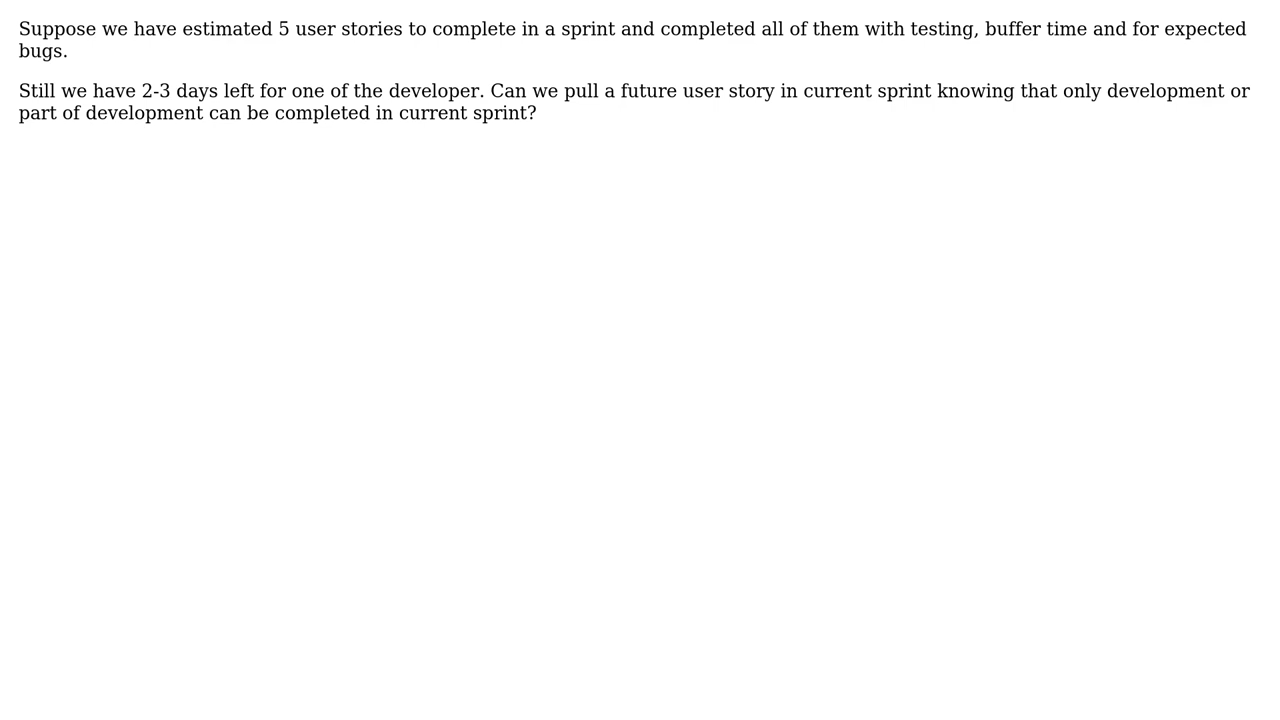 Suppose we have estimated 5 user stories to complete in a sprint and completed all of them with testing, buffer time and for expected
bugs.
Still we have 2-3 days left for one of the developer. Can we pull a future user story in current sprint knowing that only development or
part of development can be completed in current sprint?